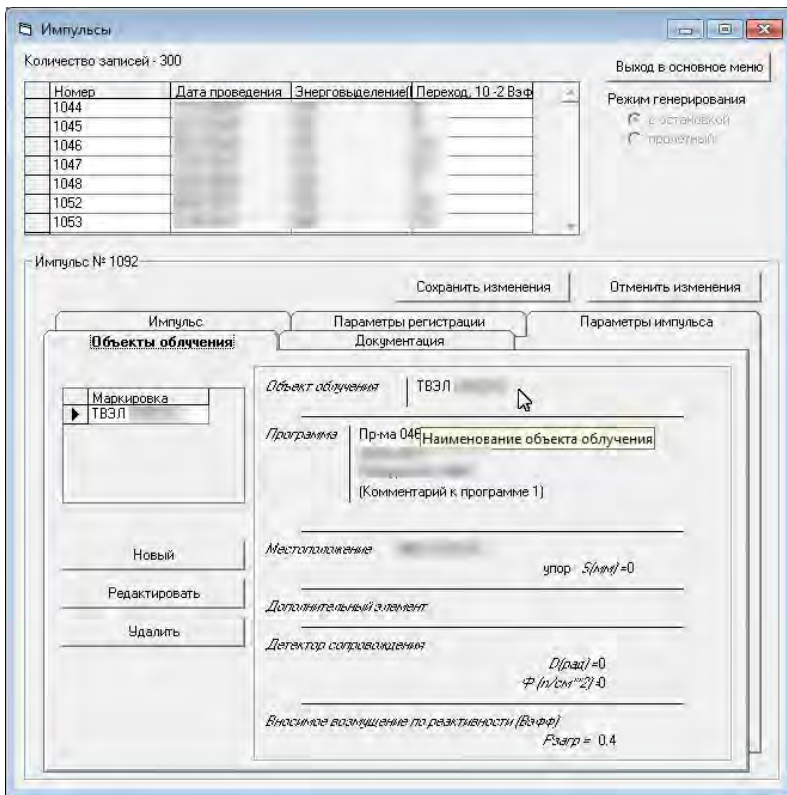 Импульсы
Количество записей - 300
Выход в основное меню
Номер Дата проведения Энерговыделение( Переход, 10 -2 Вэф
1044
1045
1046
1047
1048
1052
1053
Режим генерирования
с остановкой
пролетный
Импульс № 1092
Сохранить изменения Отменить изменения
Импульс Параметры регистрации Параметры импульса
Объекты облучения Документация
Маркировка
ТВЭЛ
Новый
Редактировать
Удалить
Объект облучения ТВЭЛ
Программа Пр-ма 046
Наименование объекта облучения
(Комментарий к программе 1)
Местоположение
упор S(мм)=0
Дополнительный элемент
Детектор сопровождения
D(рад)=0
Ф (n/см**2)=0
Вносимое возмущение по реактивности (Вэфф)
Рзагр = 0.4